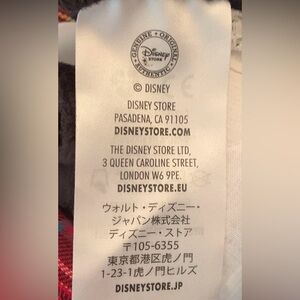 GENUINE • ORIGINAL
Disney
STORE
AUTHENTIC
© DISNEY
DISNEY STORE
PASADENA, CA 91105
DISNEYSTORE.COM
THE DISNEY STORE LTD,
3 QUEEN CAROLINE STREET,
LONDON W6 9PE.
DISNEYSTORE.EU
ウォルト・ディズニー・
ジャパン株式会社
ディズニー・ストア
〒105-6355
東京都港区虎ノ門
1-23-1虎ノ門ヒルズ
DISNEYSTORE.JP